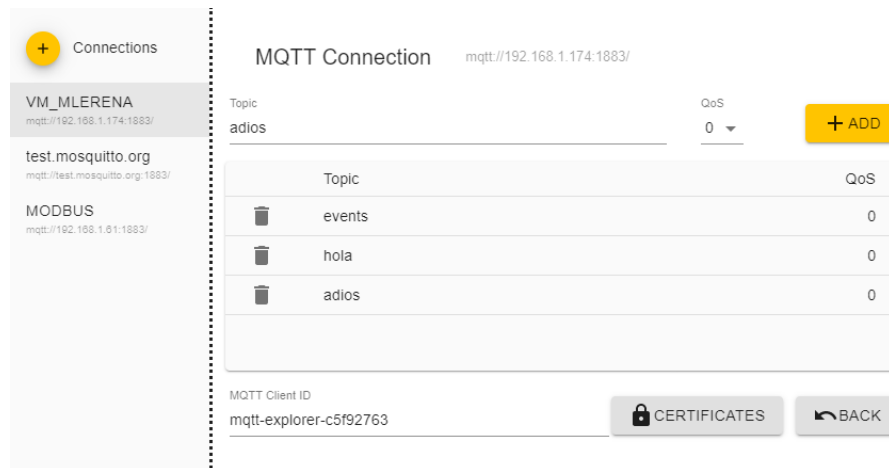 + Connections
VM_MLERENA
mqtt://192.168.1.174:1883/
test.mosquitto.org
mqtt://test.mosquitto.org:1883/
MODBUS
mqtt://192.168.1.61:1883/
MQTT Connection mqtt://192.168.1.174:1883/
Topic QoS
adios 0 + ADD
Topic QoS
events 0
hola 0
adios 0
MQTT Client ID
mqtt-explorer-c5f92763 CERTIFICATES BACK